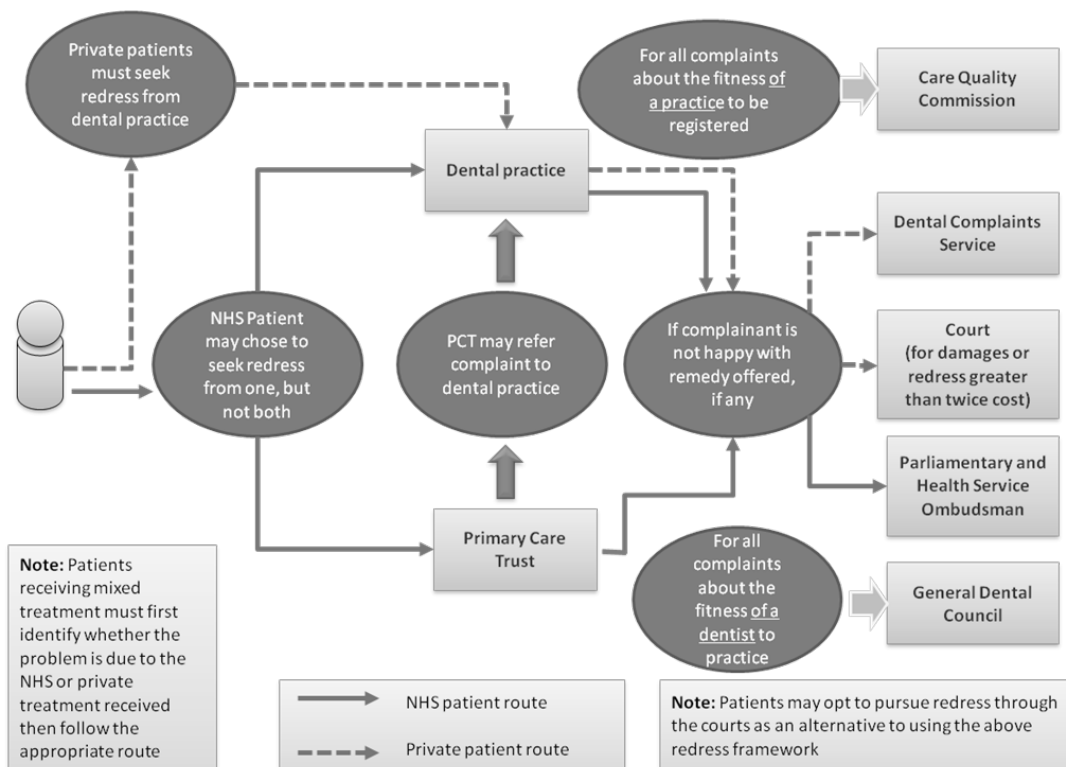 Private patients
must seek
redress from
dental practice
For all complaints
about the fitness of
a practice to be
registered
Care Quality
Commission
Dental practice
Dental Complaints
Service
NHS Patient
may chose to
seek redress
from one, but
not both
PCT may refer
complaint to
dental practice
If complainant is
not happy with
remedy offered,
if any
Court
(for damages or
redress greater
than twice cost)
Parliamentary and
Health Service
Ombudsman
Primary Care
Trust
For all
complaints
about the
fitness of a
dentist to
practice
General Dental
Council
Note: Patients
receiving mixed
treatment must first
identify whether the
problem is due to the
NHS or private
treatment received
then follow the
appropriate route
NHS patient route
Private patient route
Note: Patients may opt to pursue redress through
the courts as an alternative to using the above
redress framework